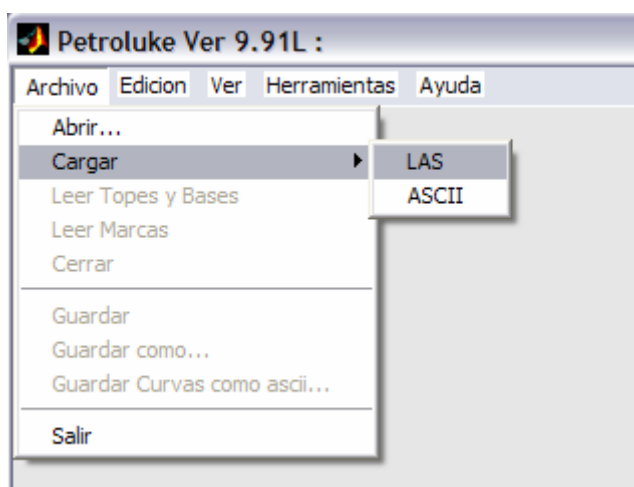 Petroluke Ver 9.91L :
Archivo Edicion Ver Herramientas Ayuda
Abrir...
Cargar
LAS
ASCII
Leer Topes y Bases
Leer Marcas
Cerrar
Guardar
Guardar como...
Guardar Curvas como ascii...
Salir